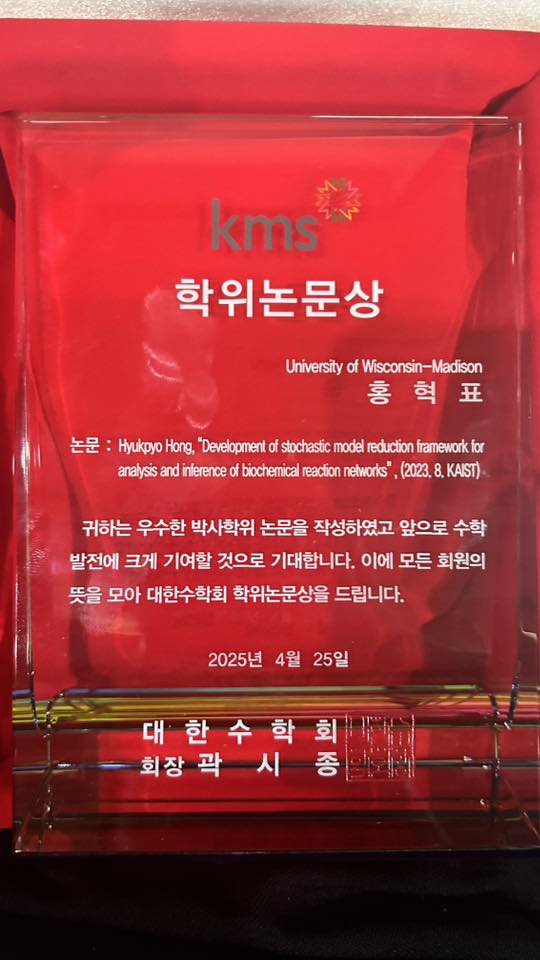 kms
학위논문상
University of Wisconsin–Madison
홍 혁 표
논문 : Hyukpyo Hong, "Development of stochastic model reduction framework for
analysis and inference of biochemical reaction networks", (2023. 8. KAIST)
귀하는 우수한 박사학위 논문을 작성하였고 앞으로 수학
발전에 크게 기여할 것으로 기대합니다. 이에 모든 회원의
뜻을 모아 대한수학회 학위논문상을 드립니다.
2025년 4월 25일
대 한 수 학 회
회장 곽 시 종